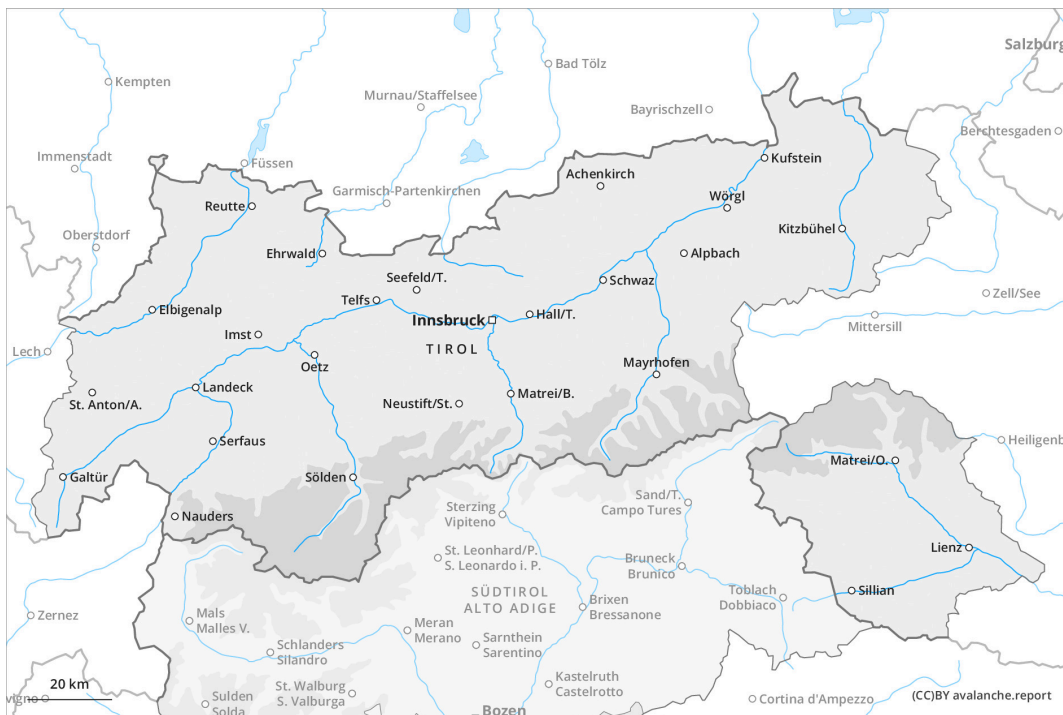 Salzburg
Kempten
Bad Tölz
Murnau/Staffelsee
Bayrischzell
Berchtesgaden
Immenstadt
Füssen
Kufstein
Garmisch-Partenkirchen
Achenkirch
Reutte
Wörgl
Oberstdorf
Kitzbühel
Ehrwald
Alpbach
Seefeld/T.
Schwaz
Zell/See
Telfs
Elbigenalp
Innsbruck
Hall/T.
Mittersill
Imst
TIROL
Lech
Oetz
Mayrhofen
Landeck
St. Anton/A.
Neustift/St.
Matrei/B.
Serfaus
Heiligenb
Matrei/O.
Galtür
Sölden
Sterzing
Vipiteno
Sand/T.
Campo Tures
Nauders
Lienz
St. Leonhard/P.
S. Leonardo i. P.
Bruneck
Brunico
SÜDTIROL
ALTO ADIGE
Toblach
Dobbiaco
Sillian
Zernez
Mals
Malles V.
Brixen
Bressanone
Meran
Merano
Sarnthein
Sarentino
Schlanders
Silandro
20 km
St. Walburg
S. Valburga
Kastelruth
Castelrotto
vigno
Sulden
Solda
Cortina d'Ampezzo
(CC)BY avalanche.report
Bozen